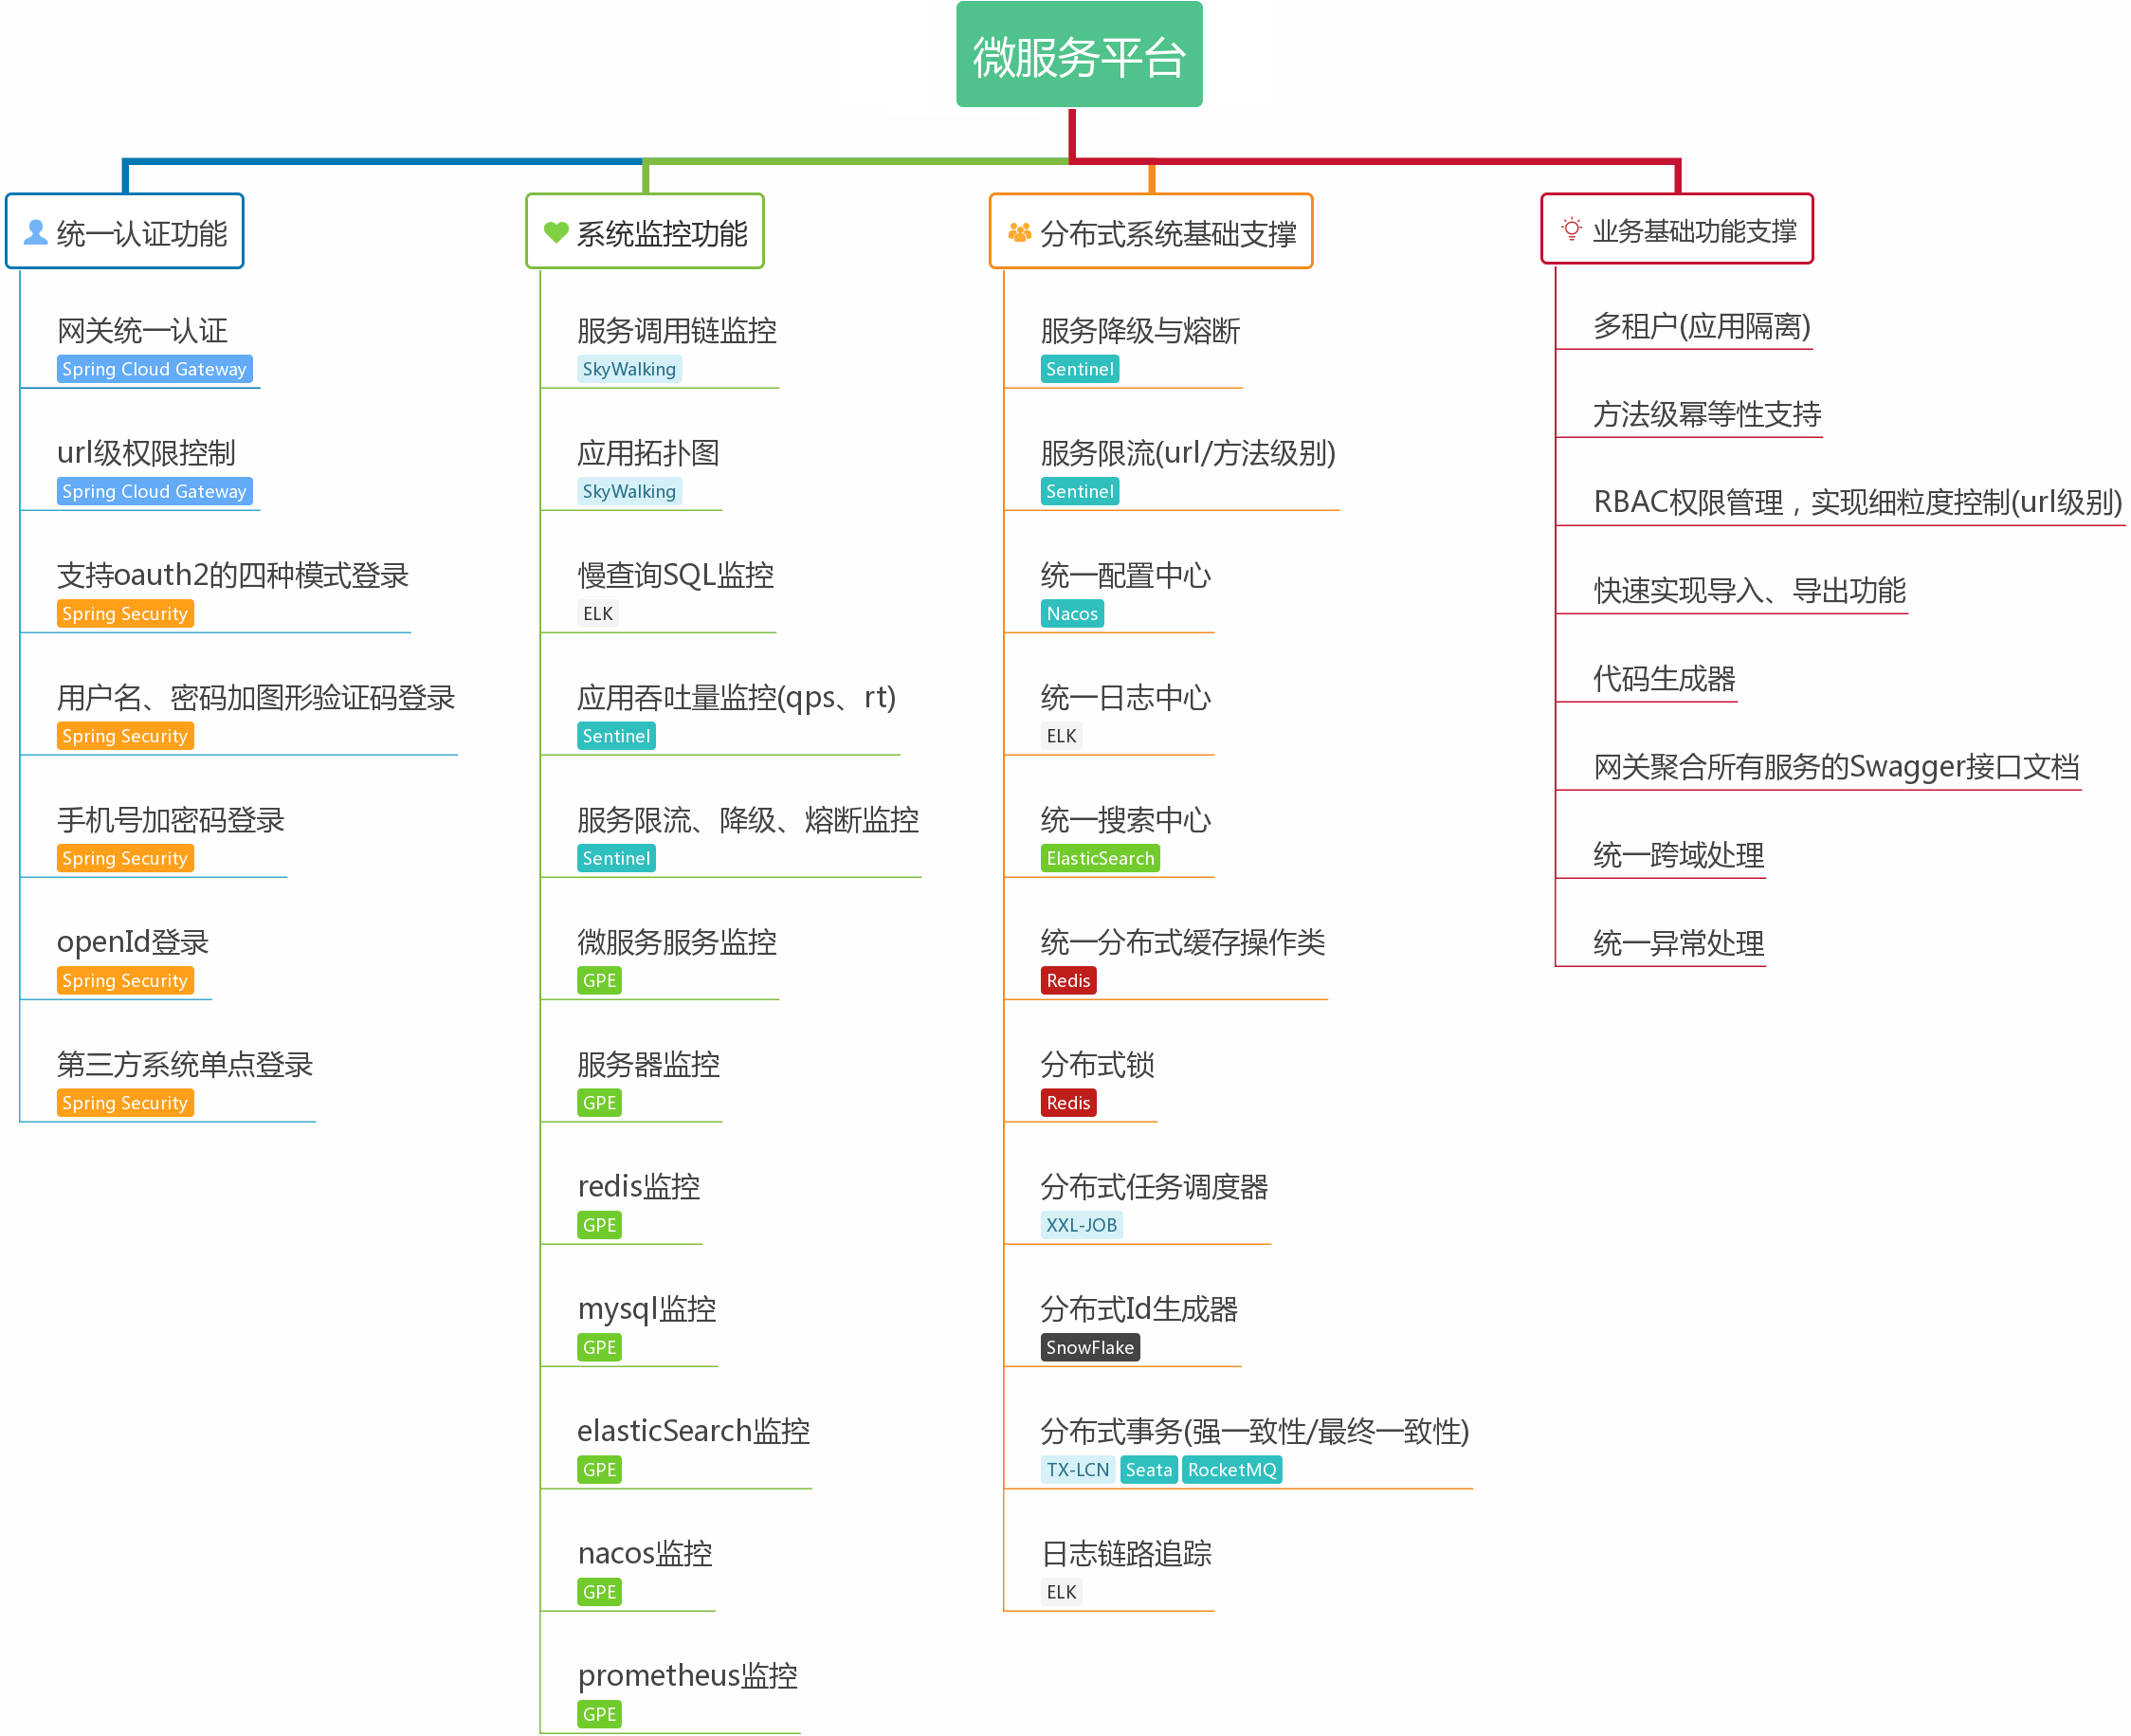 微服务平台
统一认证功能
网关统一认证
Spring Cloud Gateway
url级权限控制
Spring Cloud Gateway
支持oauth2的四种模式登录
Spring Security
用户名、密码加图形验证码登录
Spring Security
手机号加密码登录
Spring Security
openId登录
Spring Security
第三方系统单点登录
Spring Security
系统监控功能
服务调用链监控
SkyWalking
应用拓扑图
SkyWalking
慢查询SQL监控
ELK
应用吞吐量监控(qps、rt)
Sentinel
服务限流、降级、熔断监控
Sentinel
微服务服务监控
GPE
服务器监控
GPE
redis监控
GPE
mysql监控
GPE
elasticSearch监控
GPE
nacos监控
GPE
prometheus监控
GPE
分布式系统基础支撑
服务降级与熔断
Sentinel
服务限流(url/方法级别)
Sentinel
统一配置中心
Nacos
统一日志中心
ELK
统一搜索中心
ElasticSearch
统一分布式缓存操作类
Redis
分布式锁
Redis
分布式任务调度器
XXL-JOB
分布式Id生成器
SnowFlake
分布式事务(强一致性/最终一致性)
TX-LCN Seata RocketMQ
日志链路追踪
ELK
业务基础功能支撑
多租户(应用隔离)
方法级幂等性支持
RBAC权限管理，实现细粒度控制(url级别)
快速实现导入、导出功能
代码生成器
网关聚合所有服务的Swagger接口文档
统一跨域处理
统一异常处理